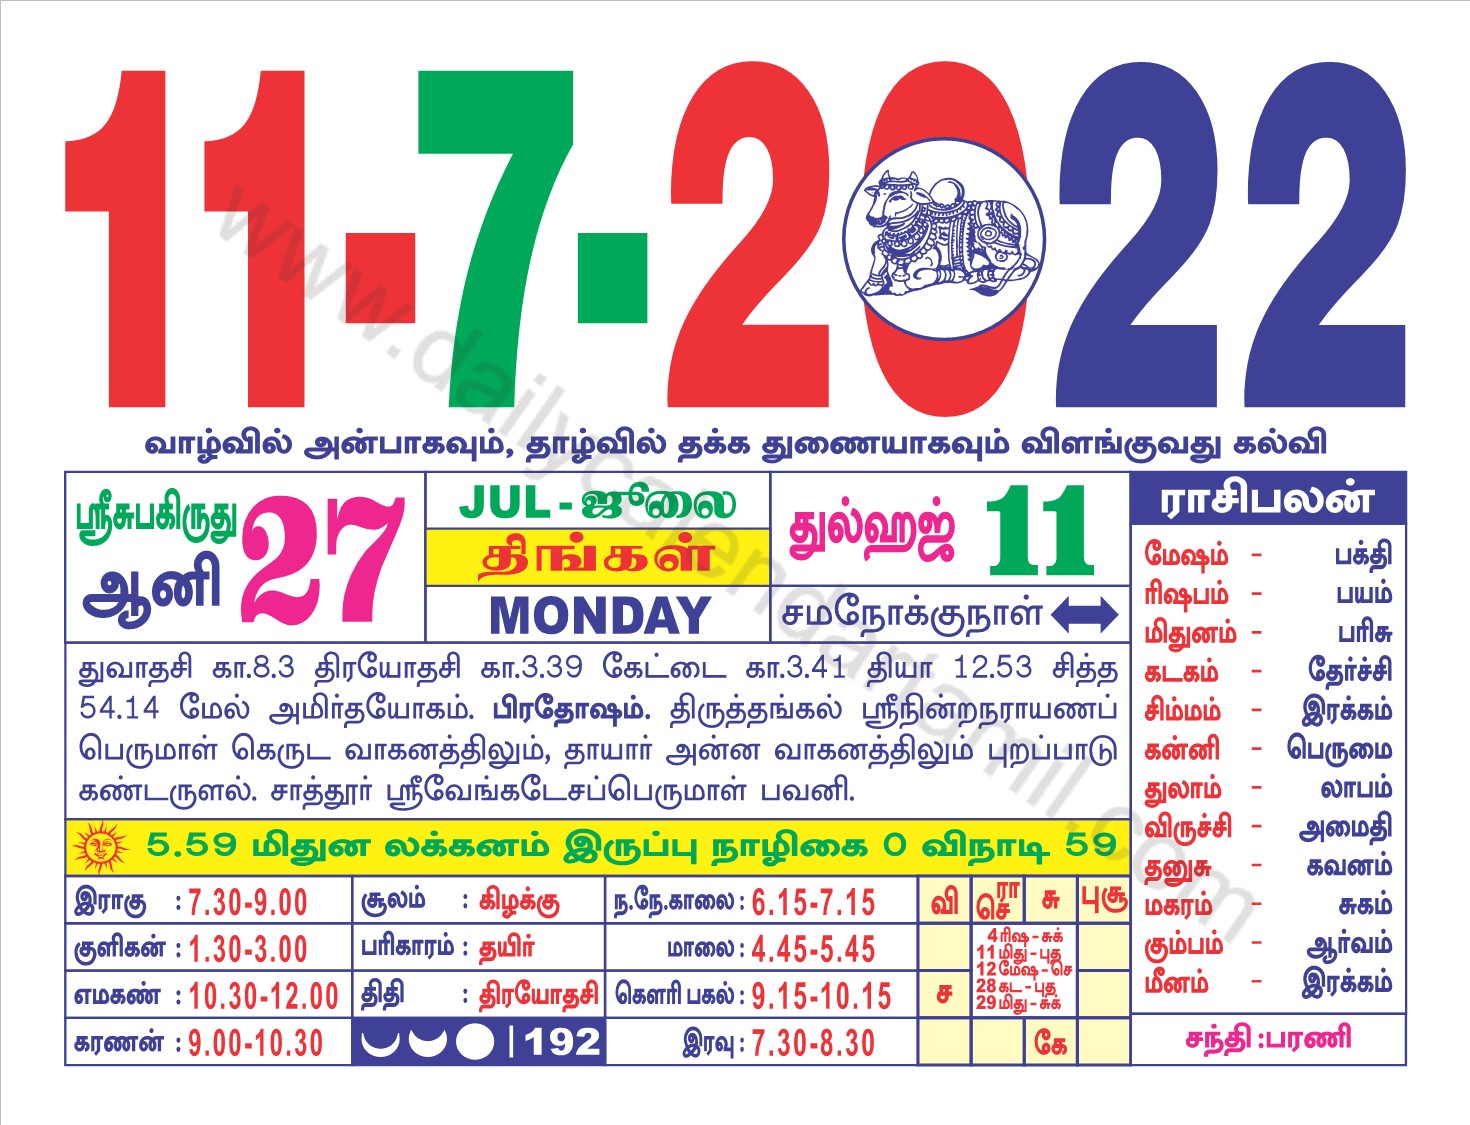 11-7-2022
வாழ்வில் அன்பாகவும், தாழ்வில் தக்க துணையாகவும் விளங்குவது கல்வி
ஸ்ரீசுபகிருது
ஆனி 27
JUL - ஜூலை
திங்கள்
MONDAY
துல்ஹஜ் 11
சமநோக்குநாள்
துவாதசி கா.8.3 திரயோதசி கா.3.39 கேட்டை கா.3.41 தியா 12.53 சித்த
54.14 மேல் அமிர்தயோகம். பிரதோஷம். திருத்தங்கல் ஸ்ரீநின்றநராயணப்
பெருமாள் கெருட வாகனத்திலும், தாயார் அன்ன வாகனத்திலும் புறப்பாடு
கண்டருளல். சாத்தூர் ஸ்ரீவேங்கடேசப்பெருமாள் பவனி.
5.59 மிதுன லக்கனம் இருப்பு நாழிகை 0 விநாடி 59
இராகு : 7.30-9.00
குளிகன் : 1.30-3.00
எமகண் : 10.30-12.00
கரணன் : 9.00-10.30
சூலம் : கிழக்கு
பரிகாரம் : தயிர்
திதி : திரயோதசி
192
ந.நே.காலை : 6.15-7.15
மாலை : 4.45-5.45
கௌரி பகல் : 9.15-10.15
இரவு : 7.30-8.30
வி ரா செ சு புசூ
4 ரிஷ - சுக்
11 மிது - புத
12 மேஷ - செ
28 கட - புத
29 மிது - சுக்
ச
கே
ராசிபலன்
மேஷம் - பக்தி
ரிஷபம் - பயம்
மிதுனம் - பரிசு
கடகம் - தேர்ச்சி
சிம்மம் - இரக்கம்
கன்னி - பெருமை
துலாம் - லாபம்
விருச்சி - அமைதி
தனுசு - கவனம்
மகரம் - சுகம்
கும்பம் - ஆர்வம்
மீனம் - இரக்கம்
சந்தி :பரணி
www.dailycalendartamil.com